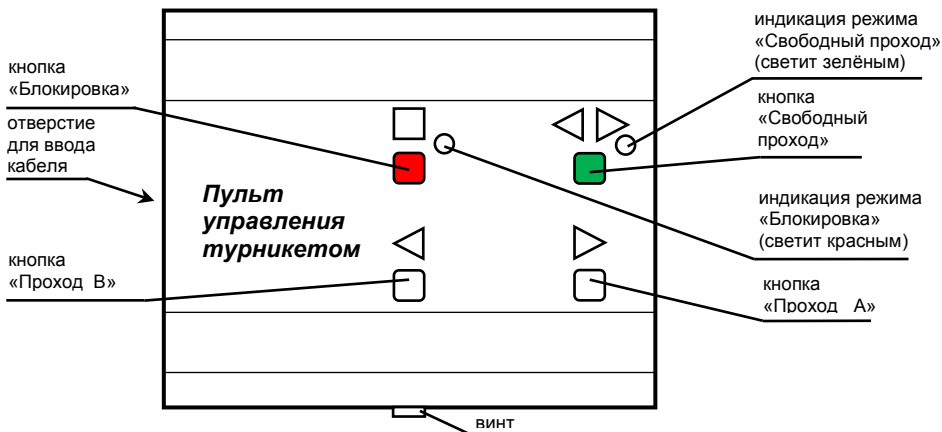 индикация режима
«Свободный проход»
(светит зелёным)
кнопка
«Блокировка»
кнопка
«Свободный
проход»
отверстие
для ввода
кабеля
Пульт
управления
турникетом
индикация режима
«Блокировка»
(светит красным)
кнопка
«Проход В»
кнопка
«Проход А»
винт